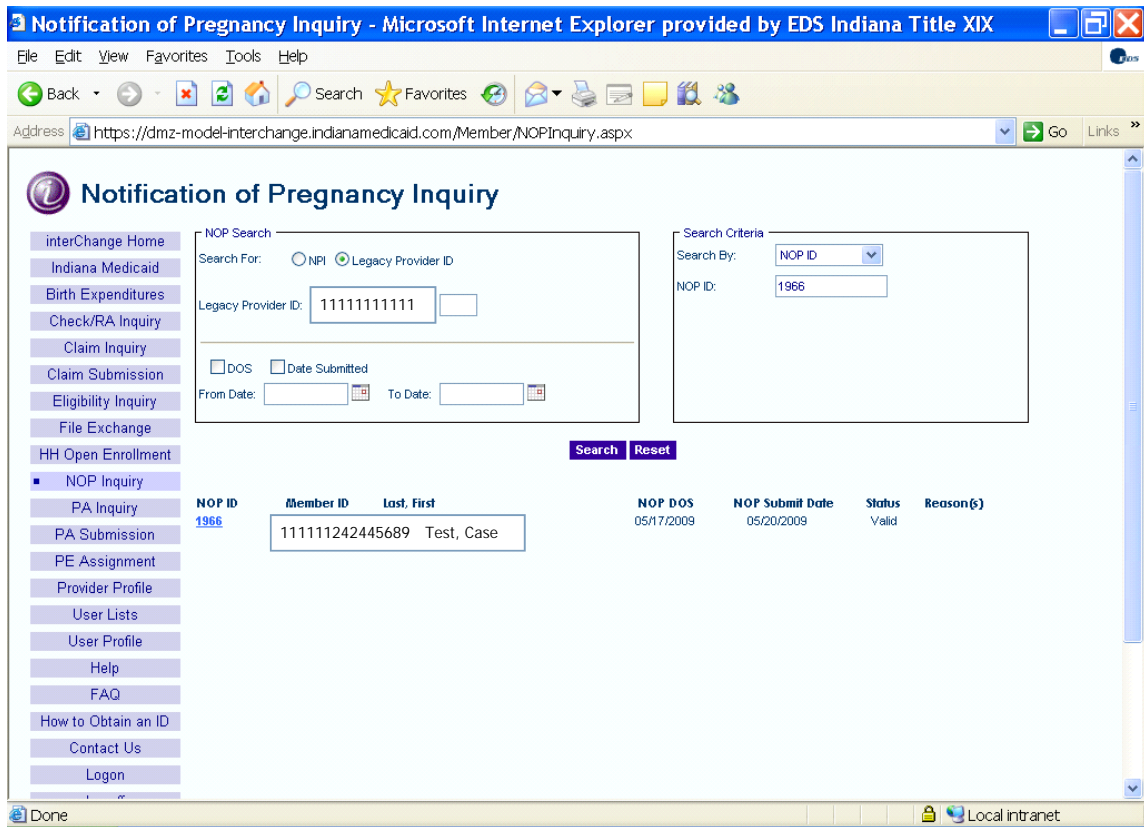 Notification of Pregnancy Inquiry - Microsoft Internet Explorer provided by EDS Indiana Title XIX
File Edit View Favorites Tools Help
EDS
Back Search Favorites
Address https://dmz-model-interchange.indianamedicaid.com/Member/NOPInquiry.aspx Go Links »
Notification of Pregnancy Inquiry
interChange Home
Indiana Medicaid
Birth Expenditures
Check/RA Inquiry
Claim Inquiry
Claim Submission
Eligibility Inquiry
File Exchange
HH Open Enrollment
NOP Inquiry
PA Inquiry
PA Submission
PE Assignment
Provider Profile
User Lists
User Profile
Help
FAQ
How to Obtain an ID
Contact Us
Logon
NOP Search
Search For: NPI Legacy Provider ID
Legacy Provider ID: 11111111111
DOS Date Submitted
From Date: To Date:
Search Criteria
Search By: NOP ID
NOP ID: 1966
Search Reset
NOP ID Member ID Last, First NOP DOS NOP Submit Date Status Reason(s)
1966 111111242445689 Test, Case 05/17/2009 05/20/2009 Valid
Done Local intranet